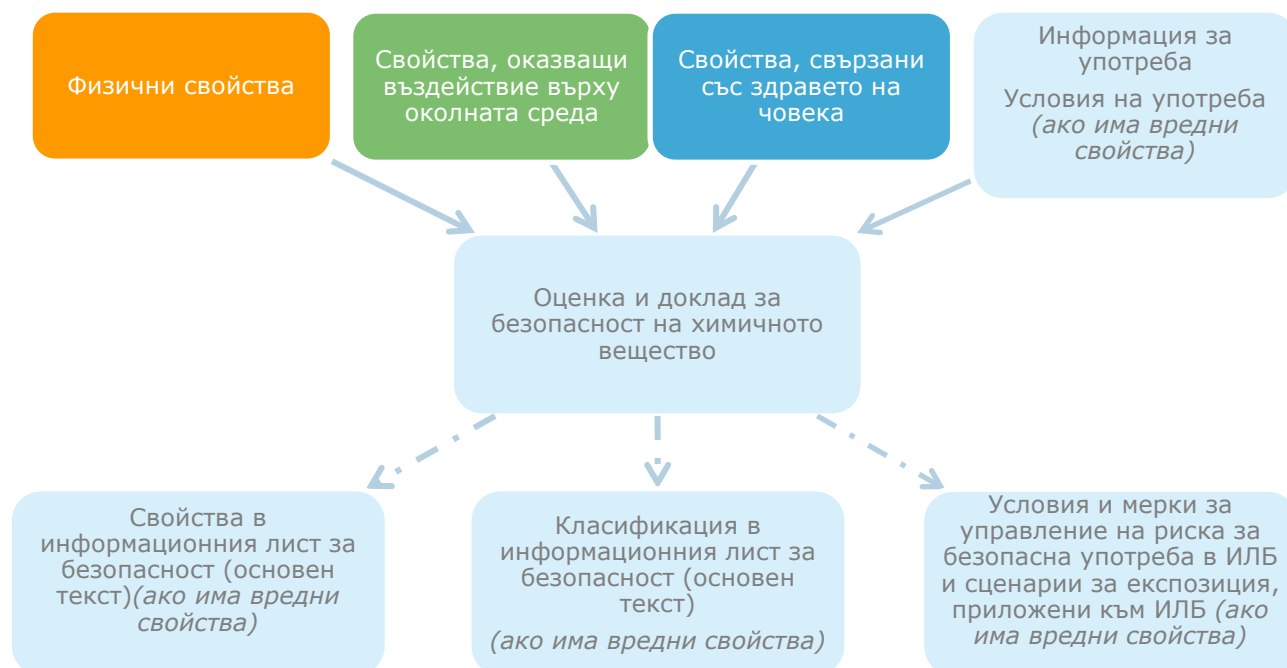 Физични свойства
Свойства, оказващи
въздействие върху
околната среда
Свойства, свързани
със здравето на
човека
Информация за
употреба
Условия на употреба
(ако има вредни
свойства)
Оценка и доклад за
безопасност на химичното
вещество
Свойства в
информационния лист за
безопасност (основен
текст)(ако има вредни
свойства)
Класификация в
информационния лист за
безопасност (основен
текст)
(ако има вредни свойства)
Условия и мерки за
управление на риска за
безопасна употреба в ИЛБ
и сценарии за експозиция,
приложени към ИЛБ (ако
има вредни свойства)